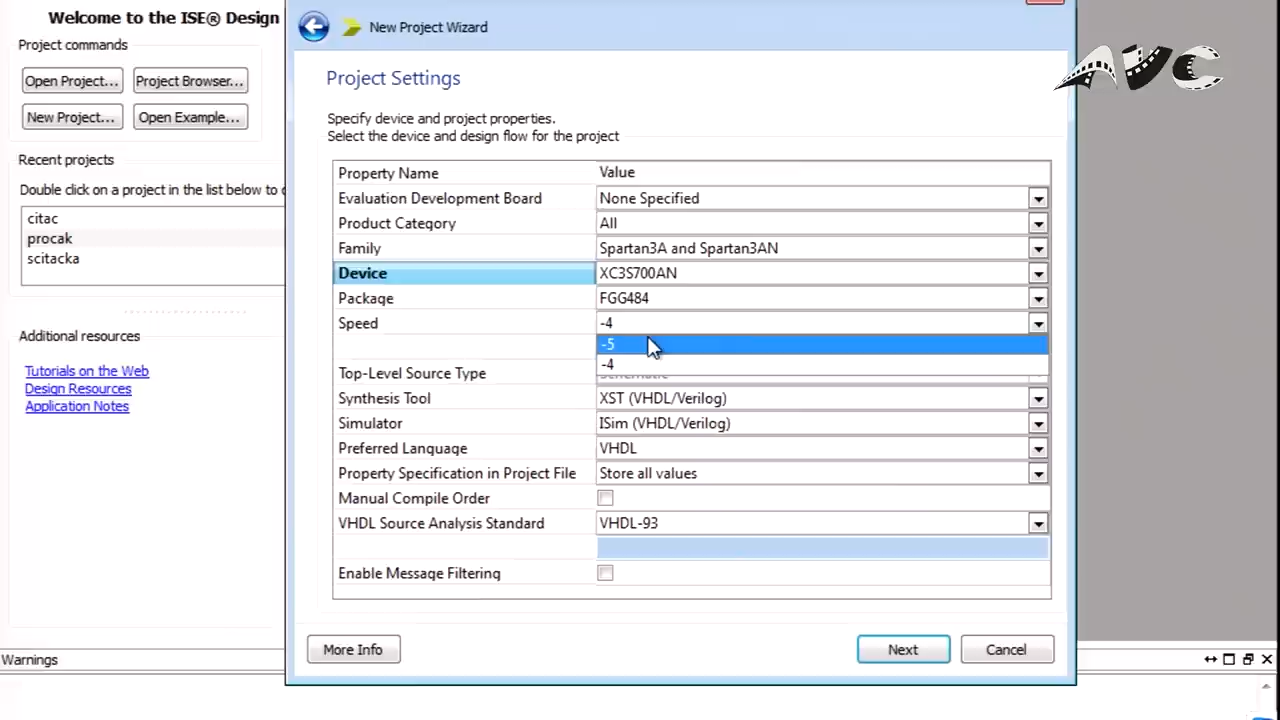 Welcome to the ISE® Design
Project commands
Open Project...
Project Browser...
New Project...
Open Example...
Recent projects
Double click on a project in the list below to
citac
procak
scitacka
Additional resources
Tutorials on the Web
Design Resources
Application Notes
Warnings
New Project Wizard
AVC
Project Settings
Specify device and project properties.
Select the device and design flow for the project
Property Name Value
Evaluation Development Board None Specified
Product Category All
Family Spartan3A and Spartan3AN
Device XC3S700AN
Package FGG484
Speed -4
-5
-4
Top-Level Source Type
Synthesis Tool XST (VHDL/Verilog)
Simulator ISim (VHDL/Verilog)
Preferred Language VHDL
Property Specification in Project File Store all values
Manual Compile Order
VHDL Source Analysis Standard VHDL-93
Enable Message Filtering
More Info
Next
Cancel